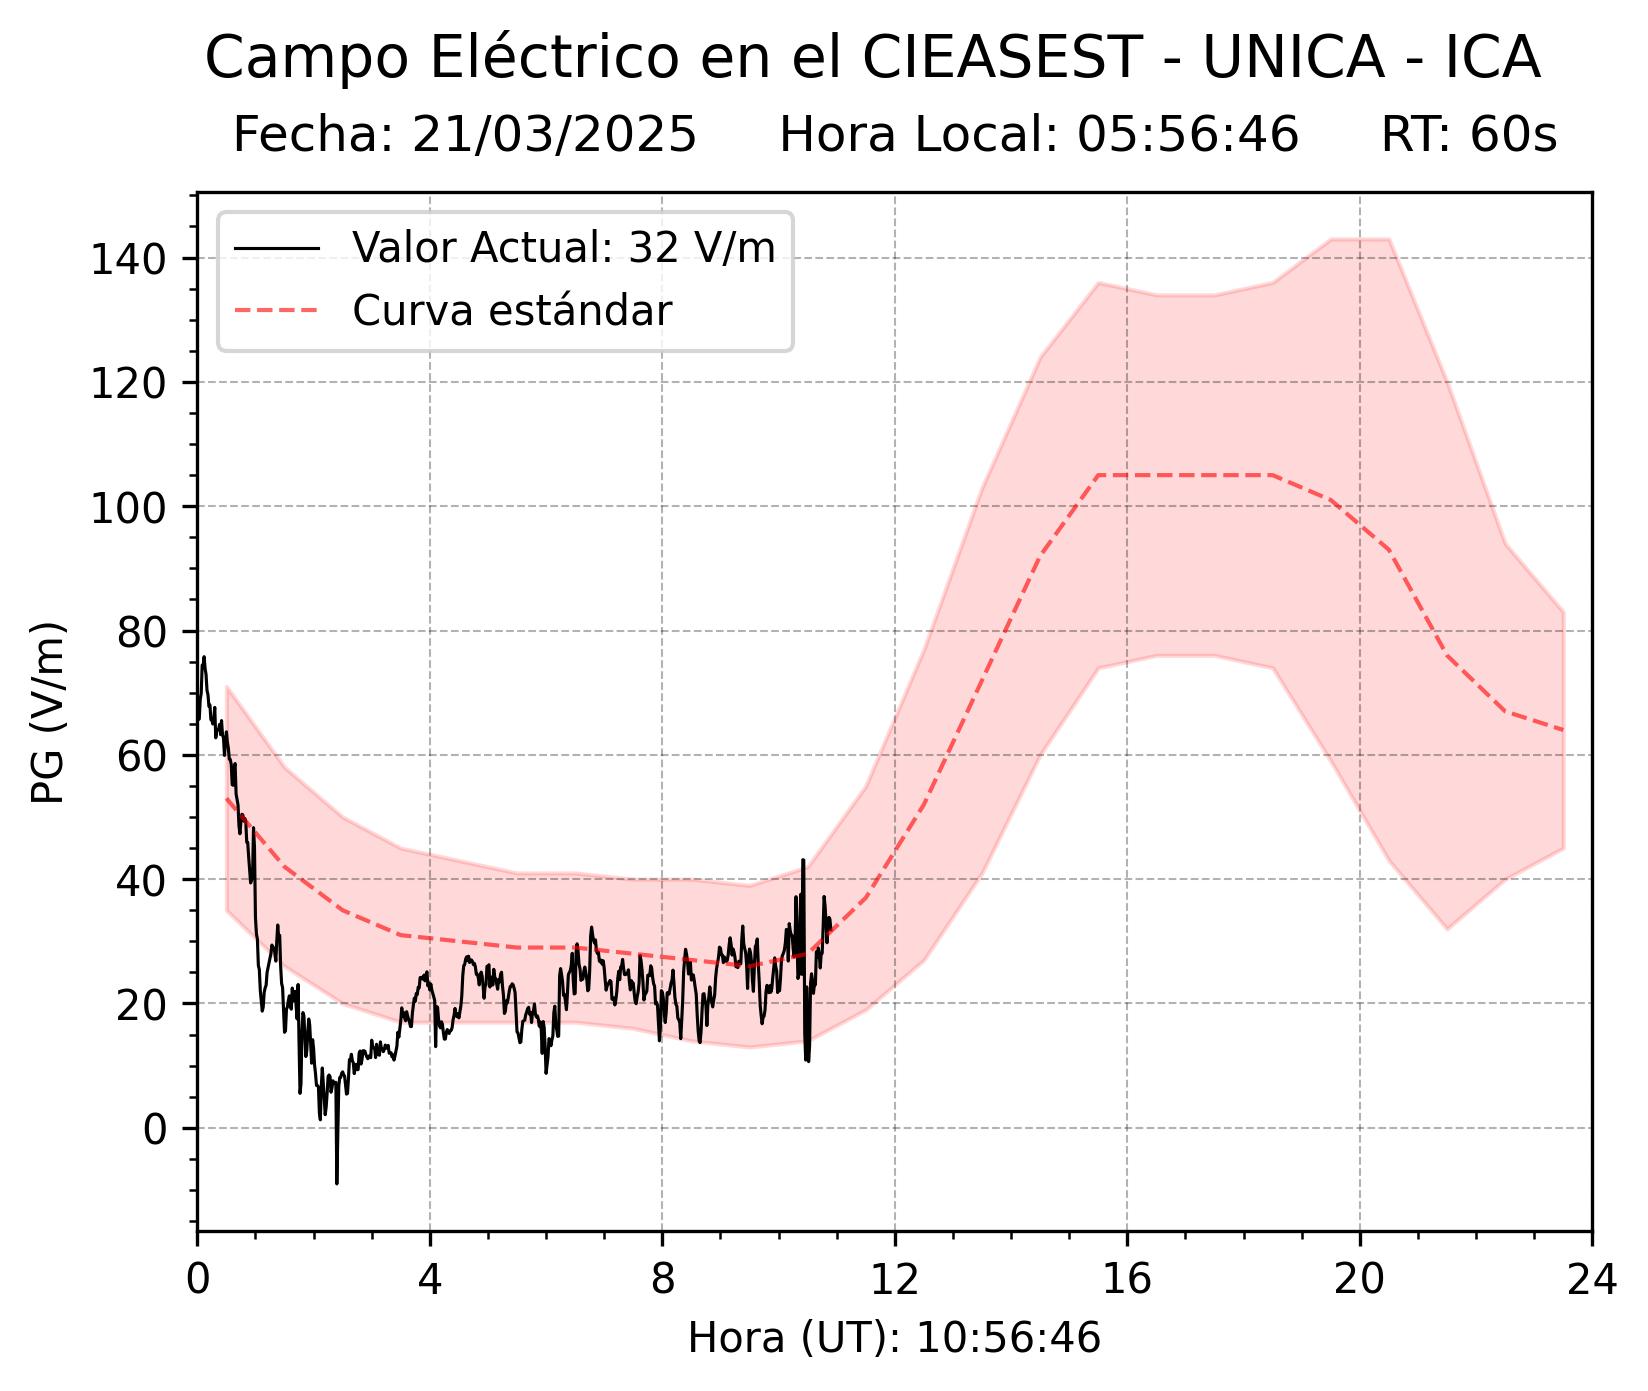 Campo Eléctrico en el CIEASEST - UNICA - ICA
Fecha: 21/03/2025 Hora Local: 05:56:46 RT: 60s
Valor Actual: 32 V/m
Curva estándar
PG (V/m)
140
120
100
80
60
40
20
0
0 4 8 12 16 20 24
Hora (UT): 10:56:46